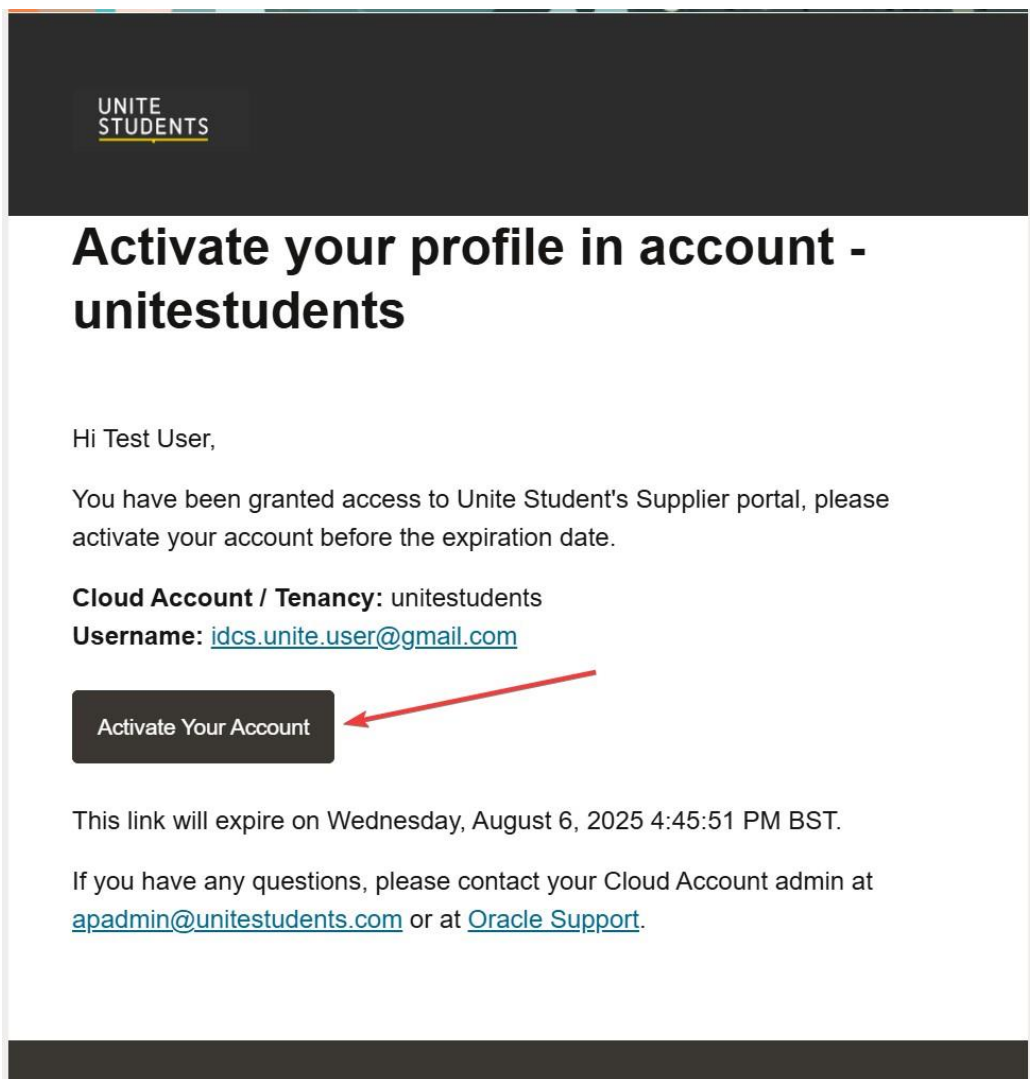 UNITE
STUDENTS
Activate your profile in account -
unitestudents
Hi Test User,
You have been granted access to Unite Student's Supplier portal, please
activate your account before the expiration date.
Cloud Account / Tenancy: unitestudents
Username: idcs.unite.user@gmail.com
Activate Your Account
This link will expire on Wednesday, August 6, 2025 4:45:51 PM BST.
If you have any questions, please contact your Cloud Account admin at
apadmin@unitestudents.com or at Oracle Support.